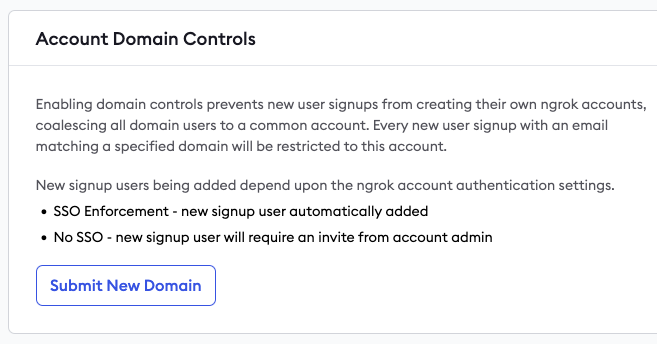 Account Domain Controls
Enabling domain controls prevents new user signups from creating their own ngrok accounts,
coalescing all domain users to a common account. Every new user signup with an email
matching a specified domain will be restricted to this account.
New signup users being added depend upon the ngrok account authentication settings.
• SSO Enforcement - new signup user automatically added
• No SSO - new signup user will require an invite from account admin
Submit New Domain